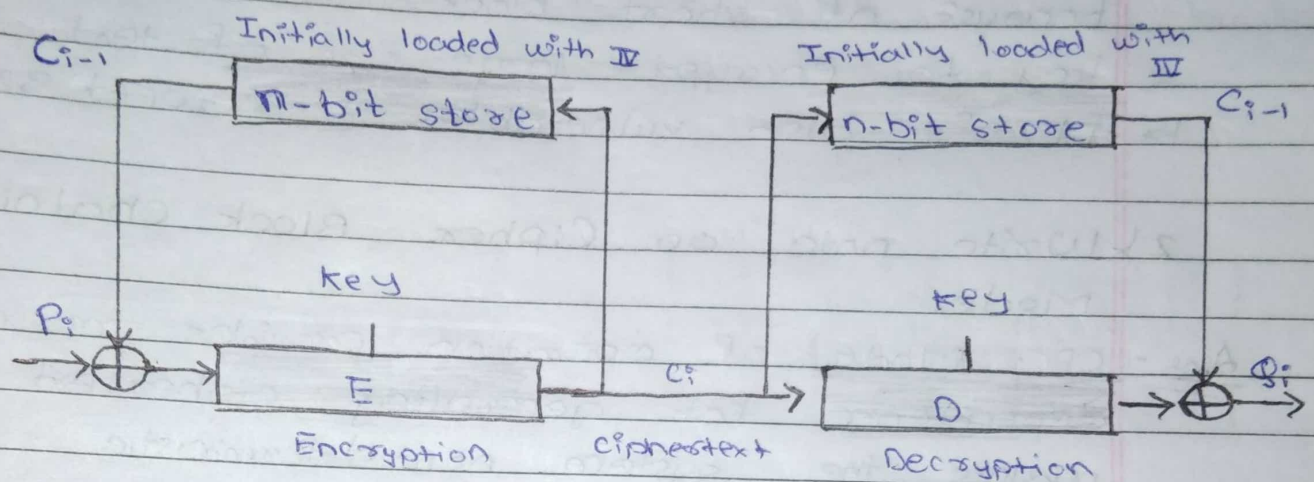 Initially loaded with IV
Ci-1
n-bit store
Initially loaded with
IV
n-bit store
Ci-1
Key
Key
Pi
E
Ci
D
Encryption
Ciphertext
Decryption